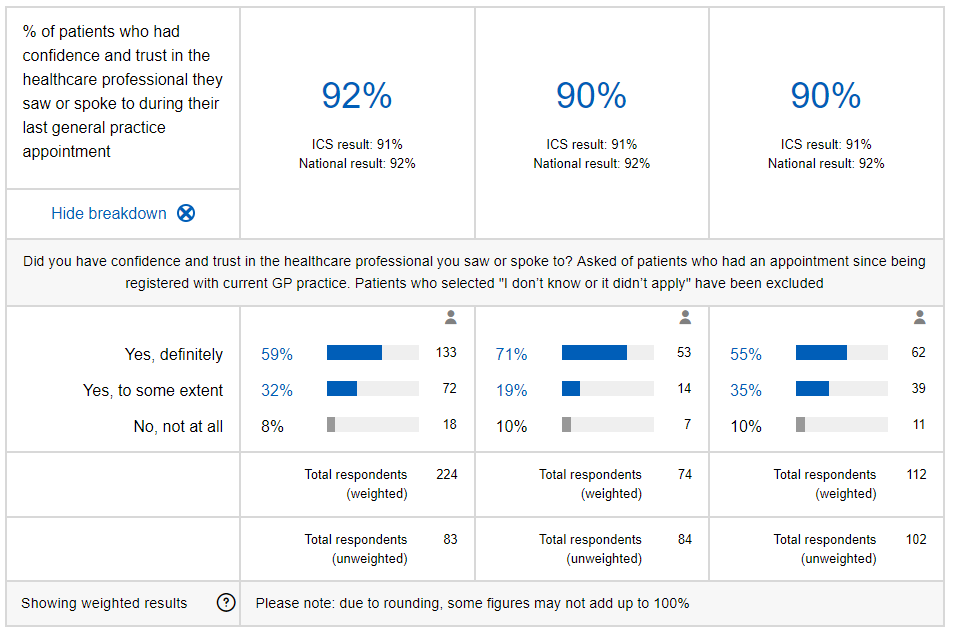 % of patients who had
confidence and trust in the
healthcare professional they
saw or spoke to during their
last general practice
appointment
92%
ICS result: 91%
National result: 92%
90%
ICS result: 91%
National result: 92%
90%
ICS result: 91%
National result: 92%
Hide breakdown
Did you have confidence and trust in the healthcare professional you saw or spoke to? Asked of patients who had an appointment since being
registered with current GP practice. Patients who selected "I don’t know or it didn’t apply" have been excluded
Yes, definitely 59% 133 71% 53 55% 62
Yes, to some extent 32% 72 19% 14 35% 39
No, not at all 8% 18 10% 7 10% 11
Total respondents 224 Total respondents 74 Total respondents 112
(weighted) (weighted) (weighted)
Total respondents 83 Total respondents 84 Total respondents 102
(unweighted) (unweighted) (unweighted)
Showing weighted results ? Please note: due to rounding, some figures may not add up to 100%